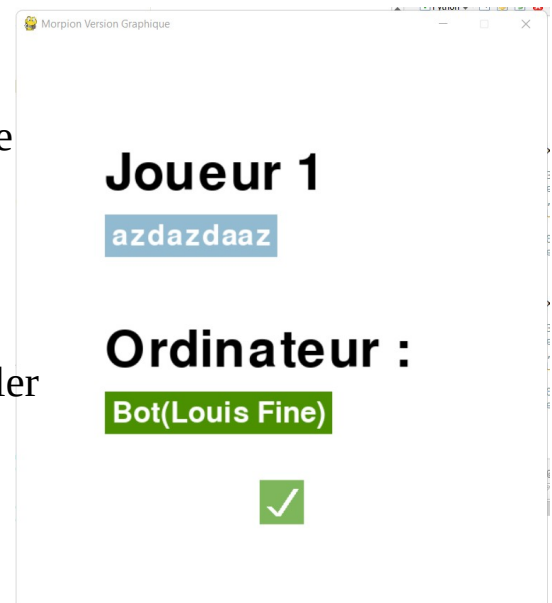 Morpion Version Graphique
Joueur 1
azdazdaaz
Ordinateur :
Bot(Louis Fine)